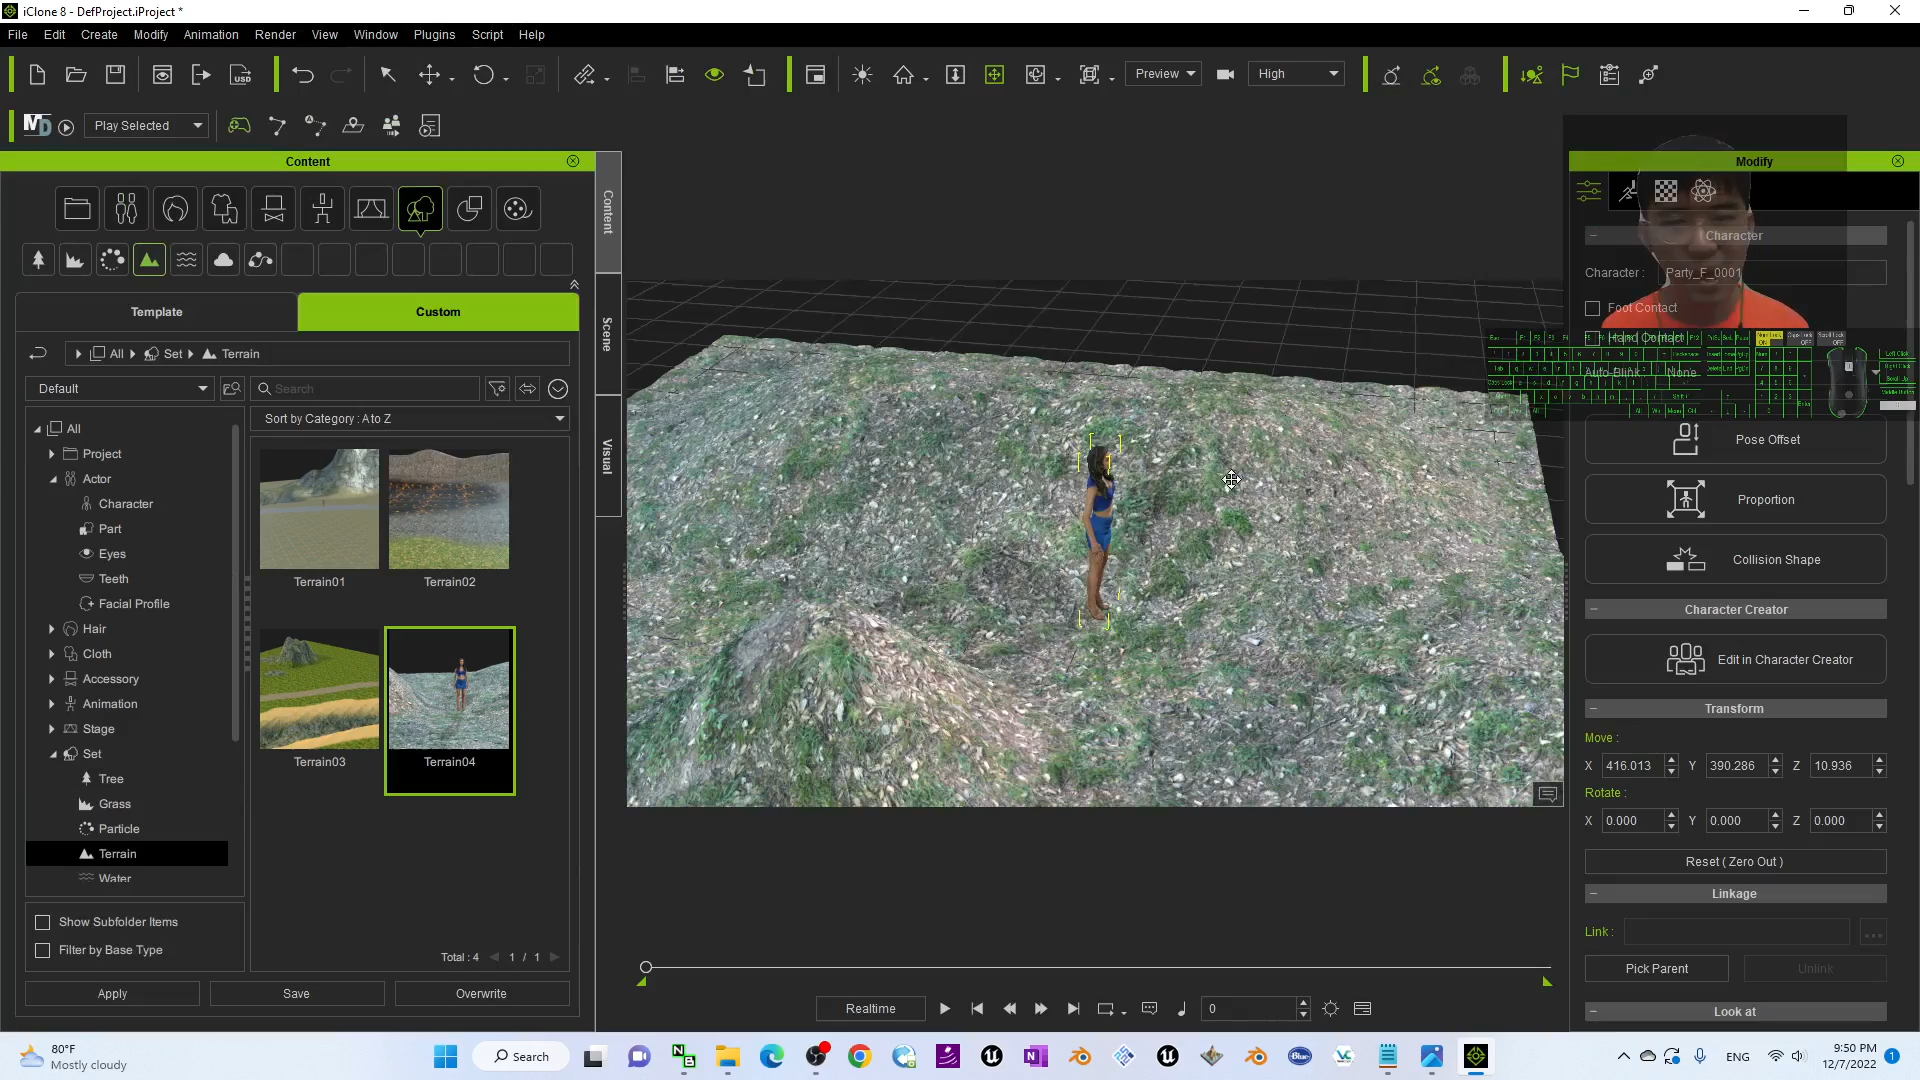 iClone 8 - DefProject.iProject *
File Edit Create Modify Animation Render View Window Plugins Script Help
Preview High
MD Play Selected
Content
Modify
Content
Scene
Visual
Template Custom
All Set Terrain
Default Search
Sort by Category : A to Z
All
Project
Actor
Character
Part
Eyes
Teeth
Facial Profile
Hair
Cloth
Accessory
Animation
Stage
Set
Tree
Grass
Particle
Terrain
Water
Terrain01 Terrain02
Terrain03 Terrain04
Show Subfolder Items
Filter by Base Type
Total : 4 1 / 1
Apply Save Overwrite
Realtime 0
Character
Character : Party_F_0001
Foot Contact
Hand Contact
Auto-Blink : None
Pose Offset
Proportion
Collision Shape
Character Creator
Edit in Character Creator
Transform
Move :
X 416.013 Y 390.286 Z 10.936
Rotate :
X 0.000 Y 0.000 Z 0.000
Reset ( Zero Out )
Linkage
Link :
Pick Parent Unlink
Look at
80°F
Mostly cloudy
Search
ENG
9:50 PM
12/7/2022
1